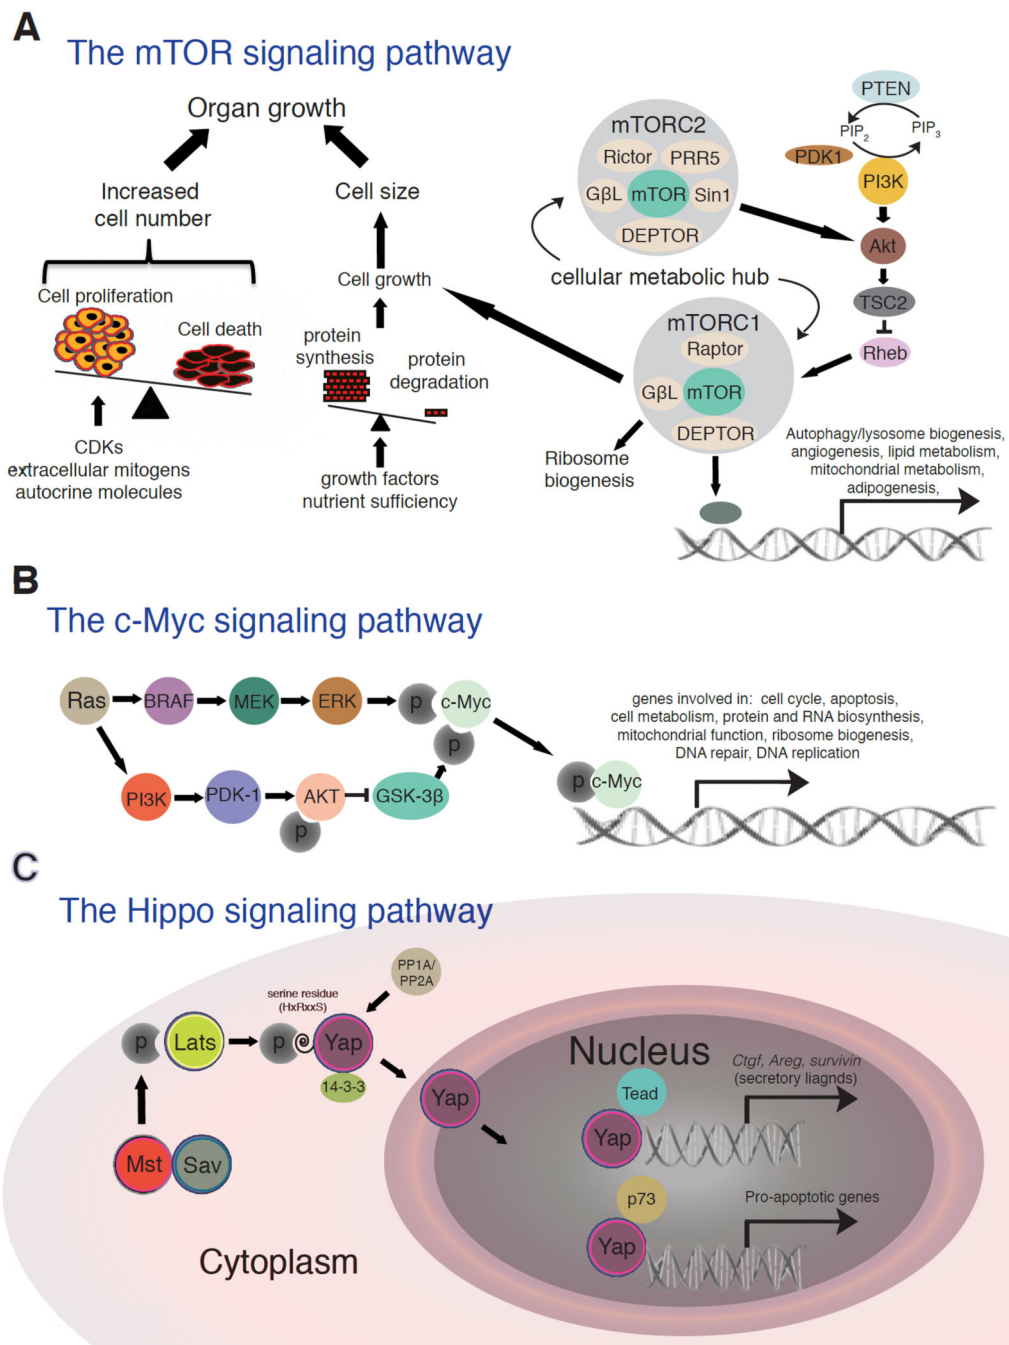 A
The mTOR signaling pathway
Organ growth
Increased
cell number
Cell size
Cell proliferation
Cell death
Cell growth
protein
synthesis
protein
degradation
CDKs
extracellular mitogens
autocrine molecules
growth factors
nutrient sufficiency
mTORC2
Rictor
PRR5
GβL
mTOR
Sin1
DEPTOR
cellular metabolic hub
mTORC1
Raptor
GβL
mTOR
DEPTOR
Ribosome
biogenesis
PTEN
PIP2
PIP3
PDK1
PI3K
Akt
TSC2
Rheb
Autophagy/lysosome biogenesis,
angiogenesis, lipid metabolism,
mitochondrial metabolism,
adipogenesis,
B
The c-Myc signaling pathway
Ras
BRAF
MEK
ERK
p
c-Myc
p
PI3K
PDK-1
AKT
p
GSK-3β
p
c-Myc
genes involved in: cell cycle, apoptosis,
cell metabolism, protein and RNA biosynthesis,
mitochondrial function, ribosome biogenesis,
DNA repair, DNA replication
C
The Hippo signaling pathway
PP1A/
PP2A
serine residue
(HxRxxS)
p
Lats
p
Yap
14-3-3
Mst
Sav
Yap
Cytoplasm
Nucleus
Tead
Yap
Ctgf, Areg, survivin
(secretory liagnds)
p73
Yap
Pro-apoptotic genes